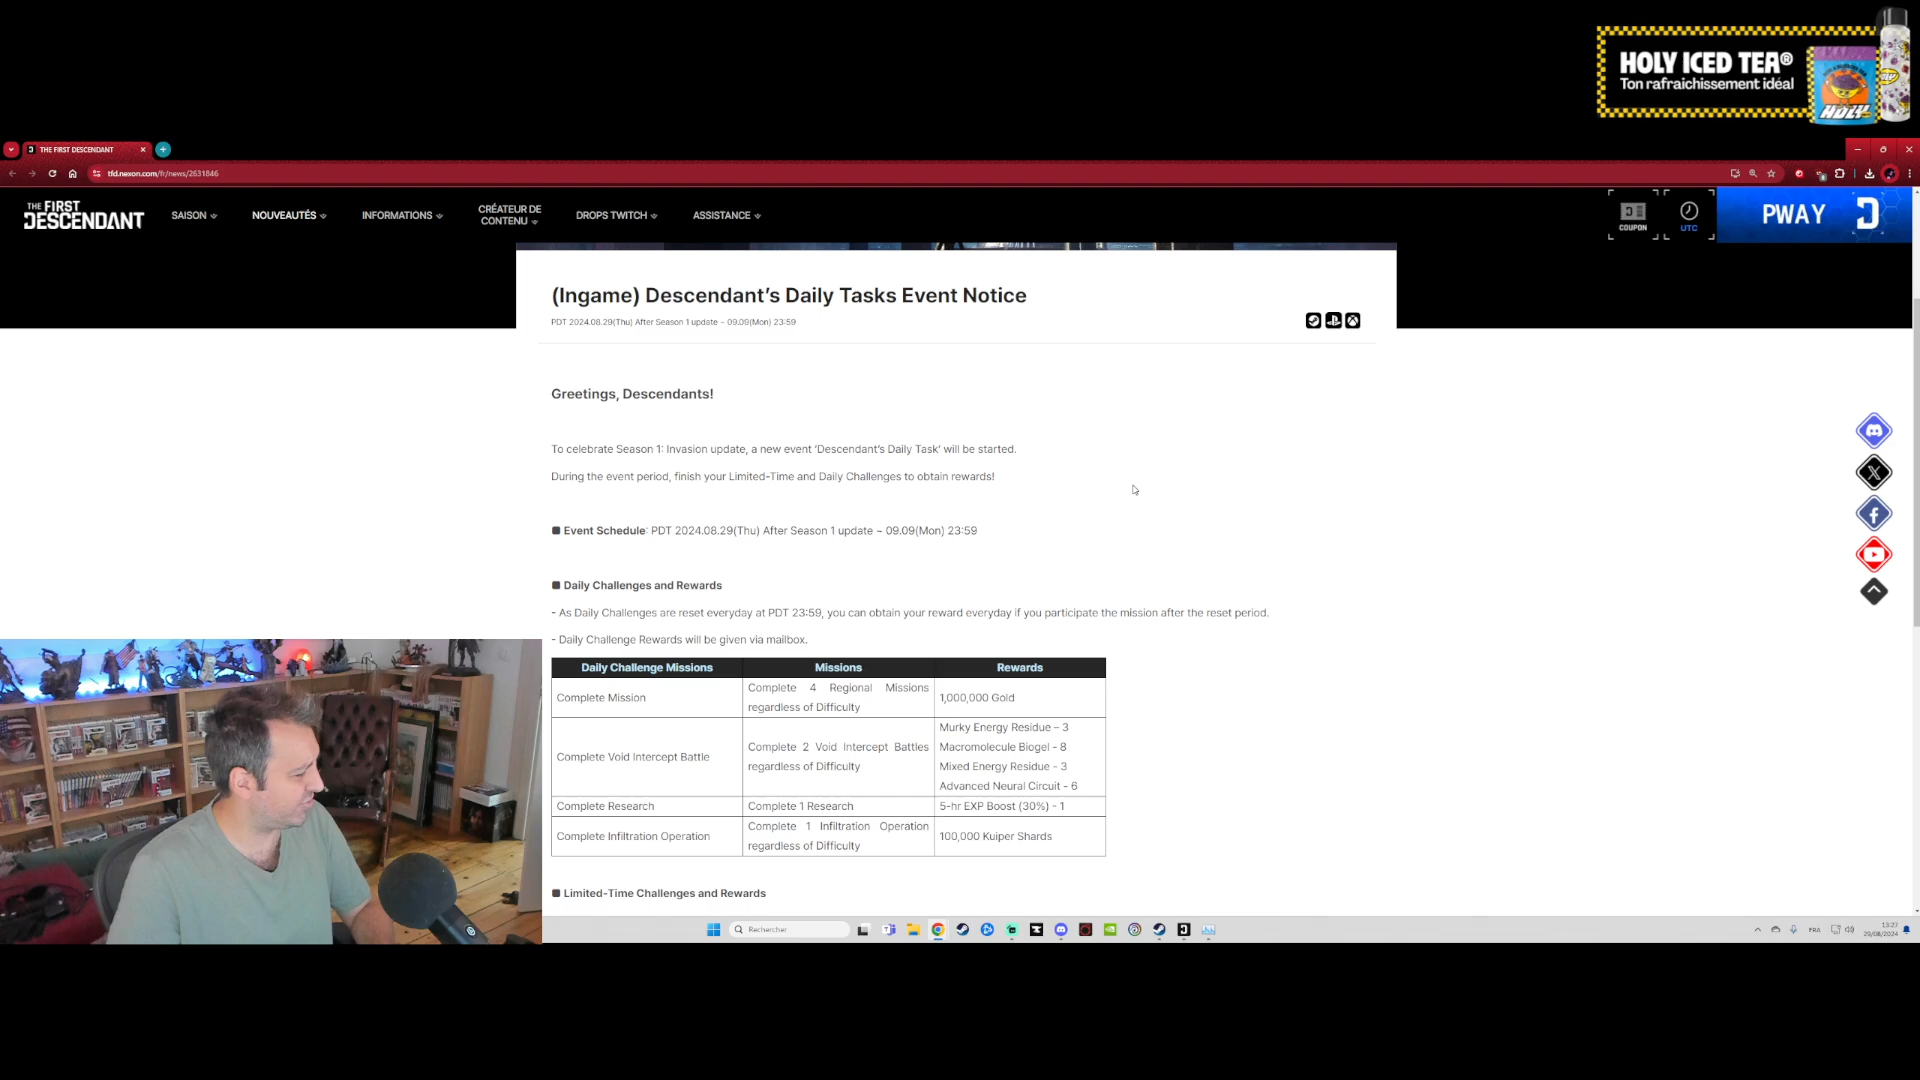 HOLY ICED TEA®
Ton rafraichissement idéal
HOLY
THE FIRST DESCENDANT
tfd.nexon.com/fr/news/2631846
THE FIRST
DESCENDANT
SAISON
NOUVEAUTÉS
INFORMATIONS
CRÉATEUR DE
CONTENU
DROPS TWITCH
ASSISTANCE
COUPON
UTC
PWAY
(Ingame) Descendant's Daily Tasks Event Notice
PDT 2024.08.29(Thu) After Season 1 update ~ 09.09(Mon) 23:59
Greetings, Descendants!
To celebrate Season 1: Invasion update, a new event ‘Descendant's Daily Task’ will be started.
During the event period, finish your Limited-Time and Daily Challenges to obtain rewards!
■ Event Schedule: PDT 2024.08.29(Thu) After Season 1 update ~ 09.09(Mon) 23:59
■ Daily Challenges and Rewards
- As Daily Challenges are reset everyday at PDT 23:59, you can obtain your reward everyday if you participate the mission after the reset period.
- Daily Challenge Rewards will be given via mailbox.
Daily Challenge Missions Missions Rewards
Complete Mission
Complete 4 Regional Missions
regardless of Difficulty
1,000,000 Gold
Complete Void Intercept Battle
Complete 2 Void Intercept Battles
regardless of Difficulty
Murky Energy Residue – 3
Macromolecule Biogel - 8
Mixed Energy Residue - 3
Advanced Neural Circuit - 6
Complete Research
Complete 1 Research
5-hr EXP Boost (30%) - 1
Complete Infiltration Operation
Complete 1 Infiltration Operation
regardless of Difficulty
100,000 Kuiper Shards
■ Limited-Time Challenges and Rewards
Rechercher
FRA
13:27
29/08/2024